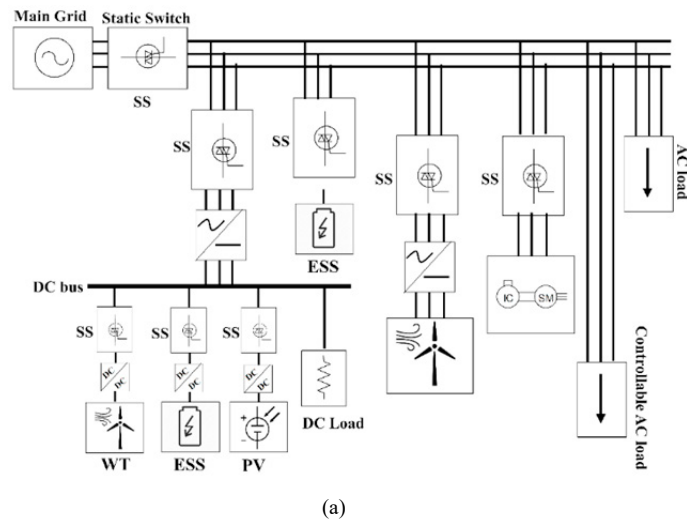 Main Grid
Static Switch
SS
SS
SS
SS
SS
AC load
ESS
DC bus
SS
SS
SS
IC
SM
DC
DC
DC
DC
DC
DC
DC Load
WT
ESS
PV
+
-
Controllable AC load
(a)